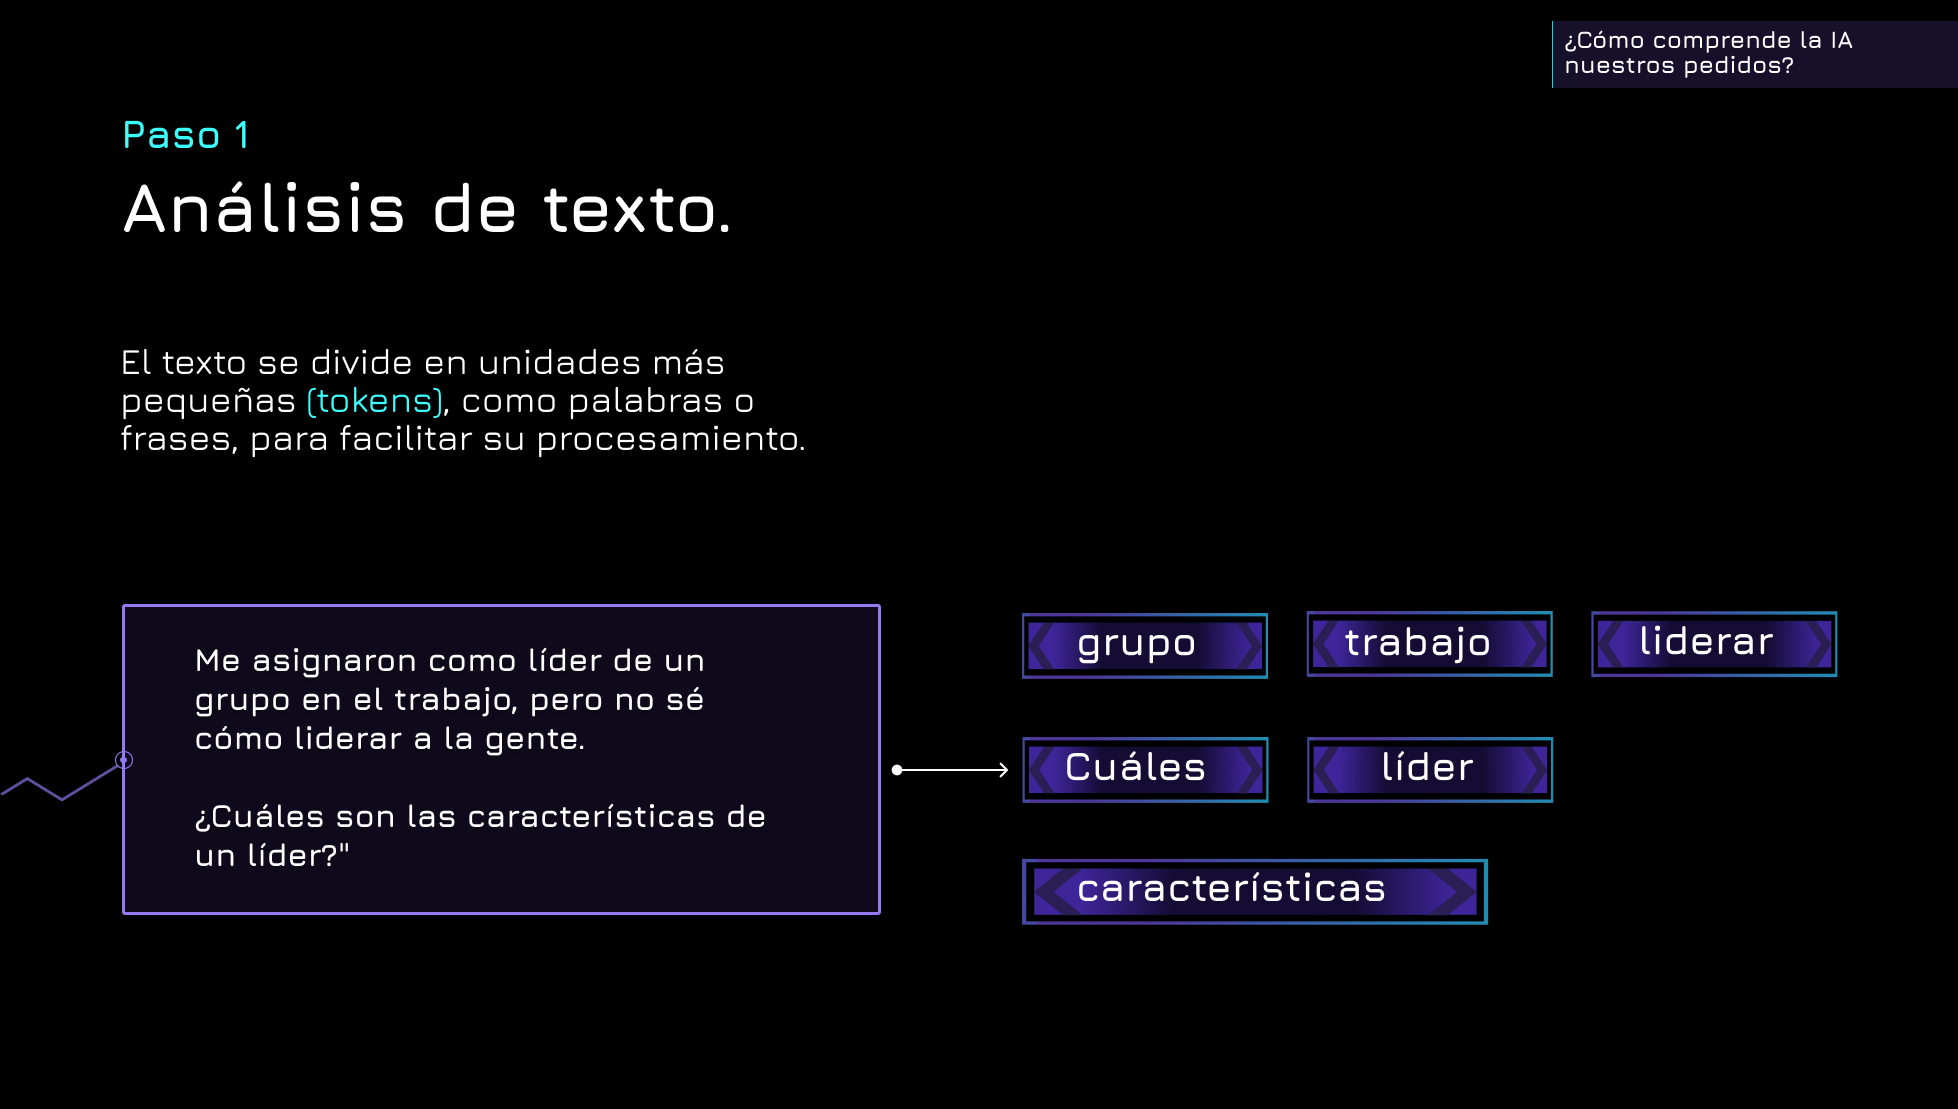 ¿Cómo comprende la IA
nuestros pedidos?
Paso 1
Análisis de texto.
El texto se divide en unidades más
pequeñas (tokens), como palabras o
frases, para facilitar su procesamiento.
Me asignaron como líder de un
grupo en el trabajo, pero no sé
cómo liderar a la gente.
¿Cuáles son las características de
un líder?"
grupo
trabajo
liderar
Cuáles
líder
características